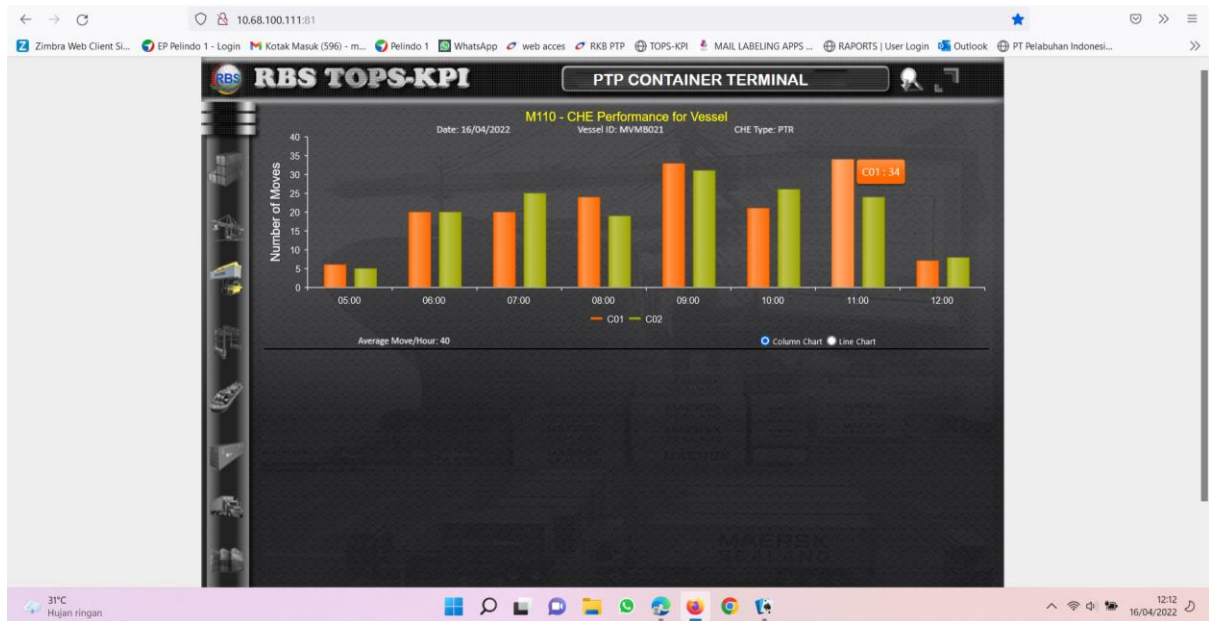 10.68.100.111:81
Zimbra Web Client Si... EP Pelindo 1 - Login Kotak Masuk (596) - m... Pelindo 1 WhatsApp web acces RKB PTP TOPS-KPI MAIL LABELING APPS ... RAPORTS | User Login Outlook PT Pelabuhan Indonesi...
RBS RBS TOPS-KPI PTP CONTAINER TERMINAL
M110 - CHE Performance for Vessel
Date: 16/04/2022 Vessel ID: MVMB021 CHE Type: PTR
Number of Moves
40
35
30
25
20
15
10
5
0
C01 : 34
05:00 06:00 07:00 08:00 09:00 10:00 11:00 12:00
C01 C02
Average Move/Hour: 40 Column Chart Line Chart
MAERSK
SEALAND
31°C
Hujan ringan
12:12
16/04/2022